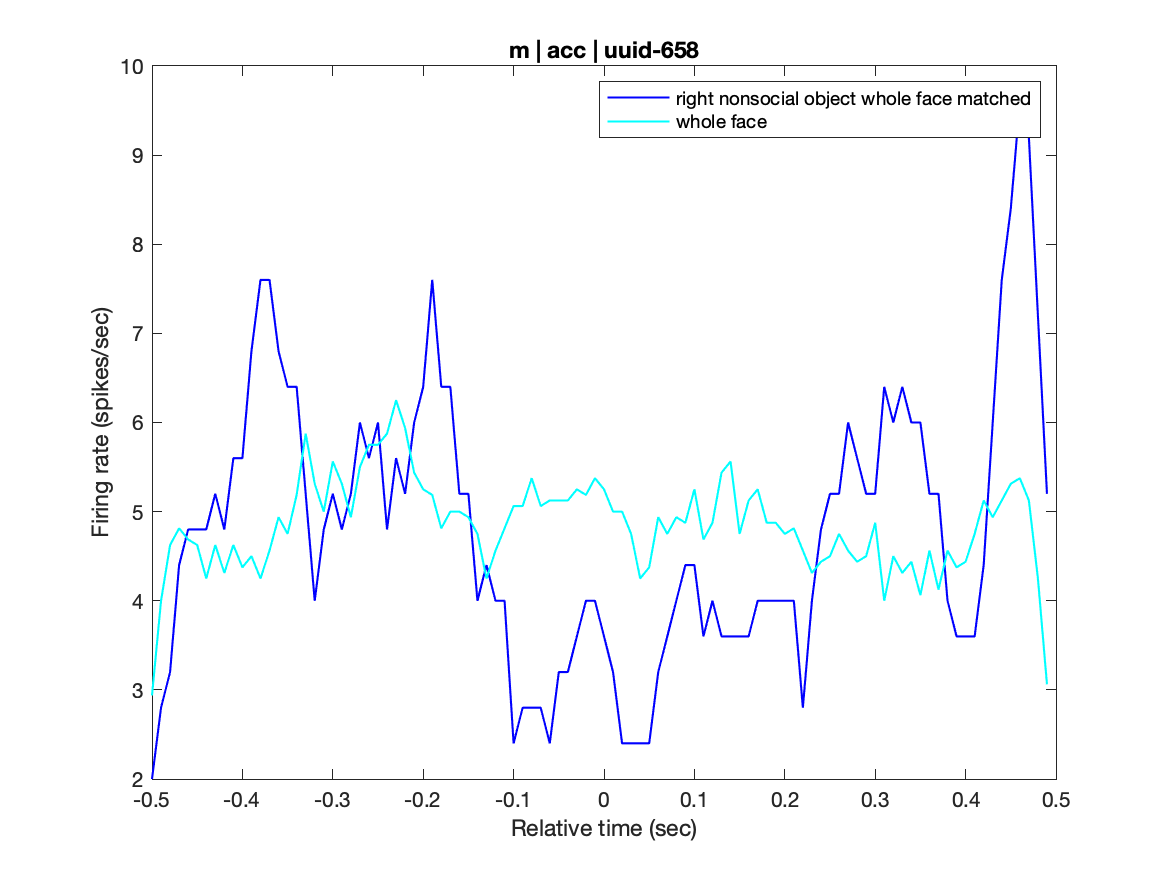 m | acc | uuid-658
right nonsocial object whole face matched
whole face
Firing rate (spikes/sec)
10
9
8
7
6
5
4
3
2
-0.5 -0.4 -0.3 -0.2 -0.1 0 0.1 0.2 0.3 0.4 0.5
Relative time (sec)